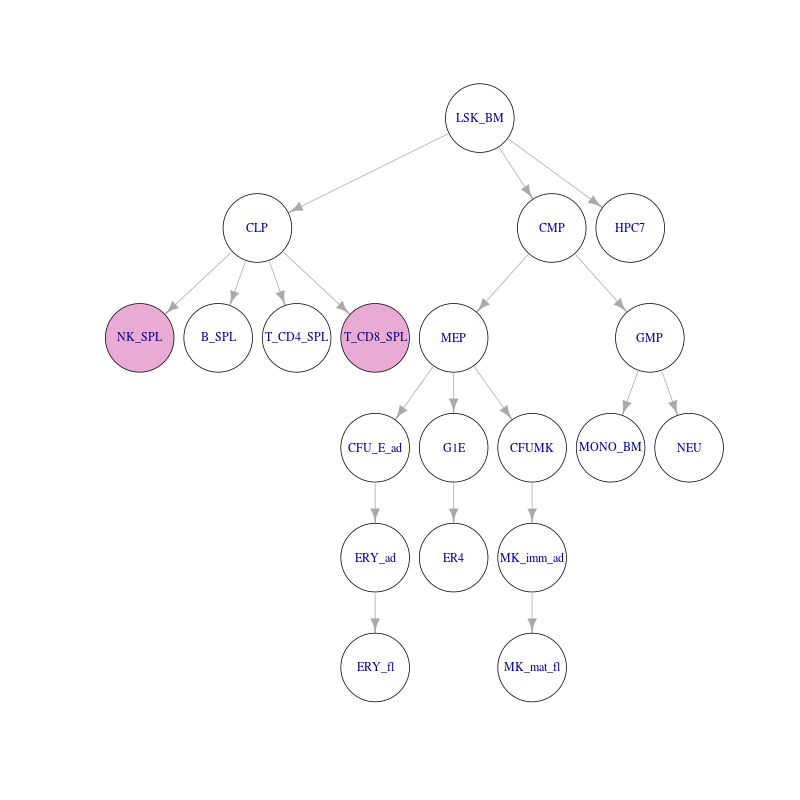 LSK_BM
CLP
CMP
HPC7
NK_SPL
B_SPL
T_CD4_SPL
T_CD8_SPL
MEP
GMP
CFU_E_ad
G1E
CFUMK
MONO_BM
NEU
ERY_ad
ER4
MK_imm_ad
ERY_fl
MK_mat_fl